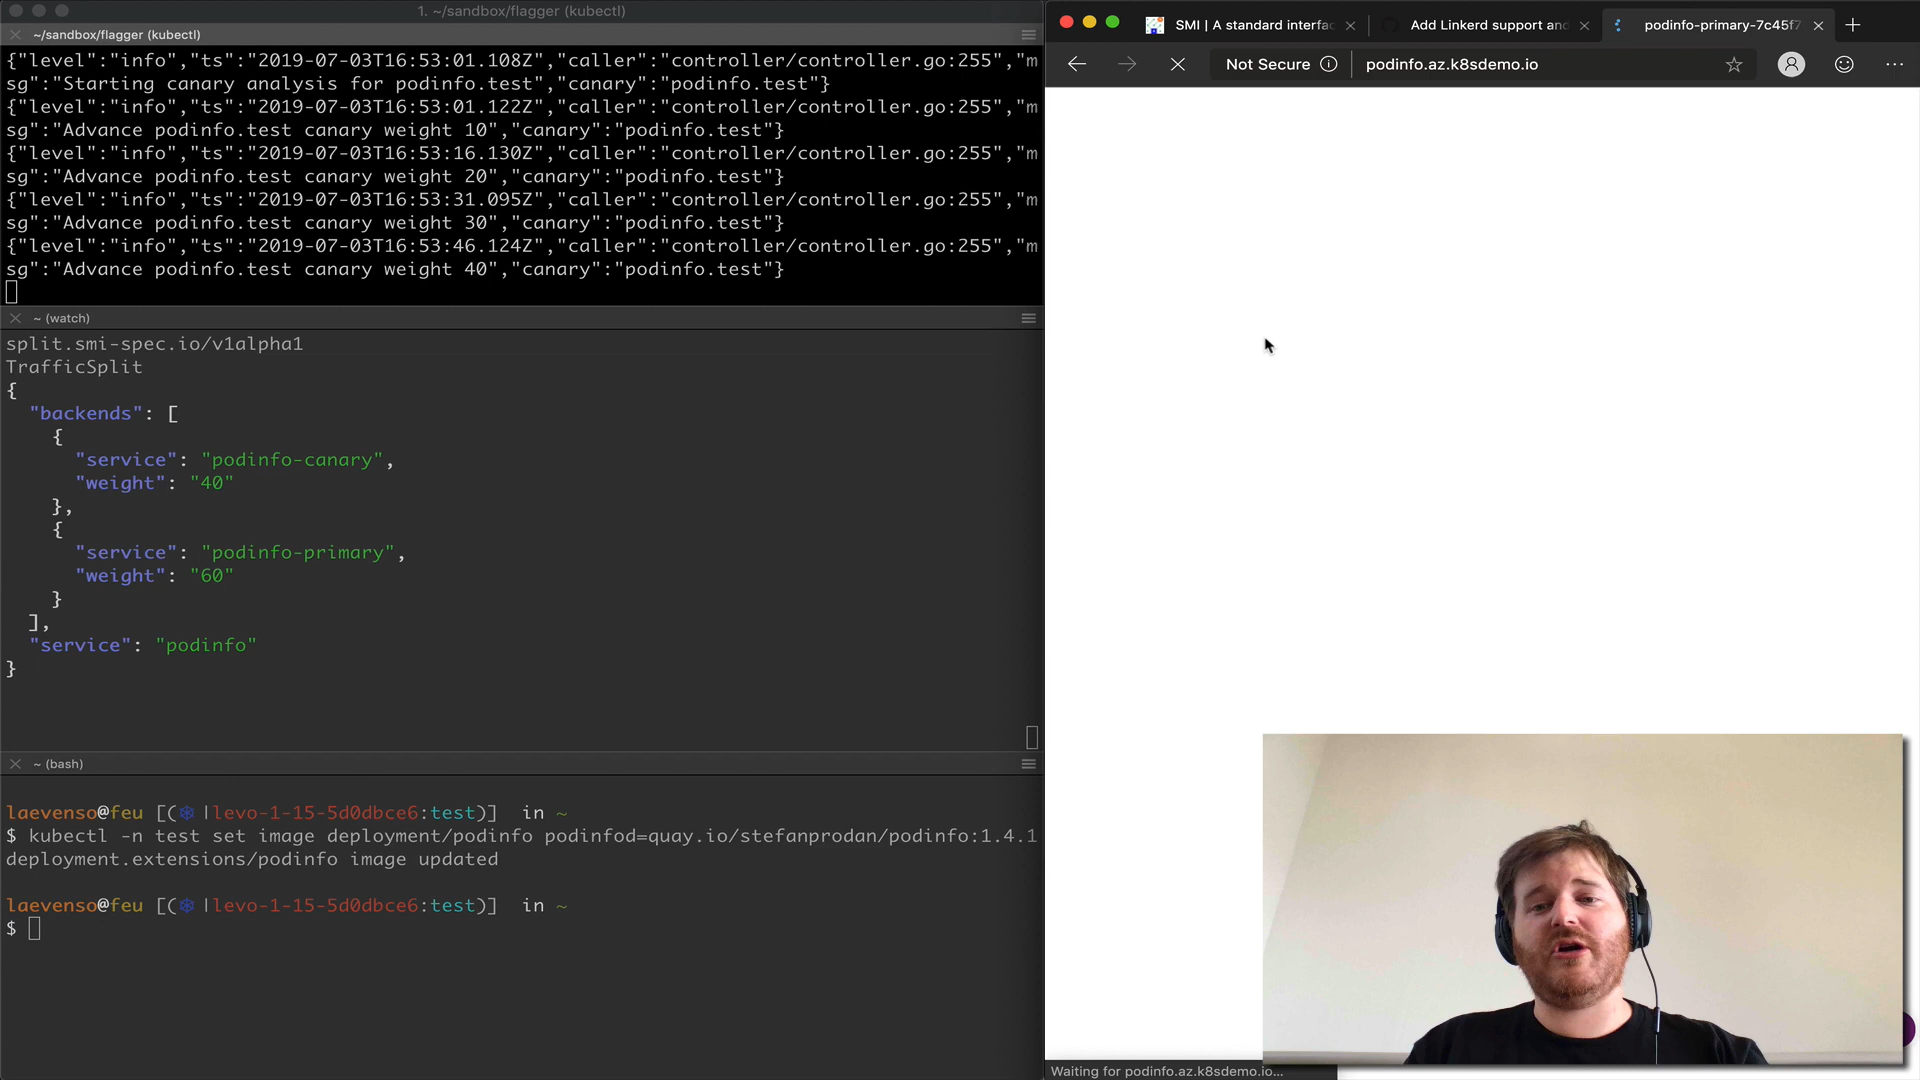 1. ~/sandbox/flagger (kubectl)
~/sandbox/flagger (kubectl)
{"level":"info","ts":"2019-07-03T16:53:01.108Z","caller":"controller/controller.go:255","m
sg":"Starting canary analysis for podinfo.test","canary":"podinfo.test"}
{"level":"info","ts":"2019-07-03T16:53:01.122Z","caller":"controller/controller.go:255","m
sg":"Advance podinfo.test canary weight 10","canary":"podinfo.test"}
{"level":"info","ts":"2019-07-03T16:53:16.130Z","caller":"controller/controller.go:255","m
sg":"Advance podinfo.test canary weight 20","canary":"podinfo.test"}
{"level":"info","ts":"2019-07-03T16:53:31.095Z","caller":"controller/controller.go:255","m
sg":"Advance podinfo.test canary weight 30","canary":"podinfo.test"}
{"level":"info","ts":"2019-07-03T16:53:46.124Z","caller":"controller/controller.go:255","m
sg":"Advance podinfo.test canary weight 40","canary":"podinfo.test"}
~ (watch)
split.smi-spec.io/v1alpha1
TrafficSplit
{
"backends": [
{
"service": "podinfo-canary",
"weight": "40"
},
{
"service": "podinfo-primary",
"weight": "60"
}
],
"service": "podinfo"
}
~ (bash)
laevenso@feu [(⎈ |levo-1-15-5d0dbce6:test)] in ~
$ kubectl -n test set image deployment/podinfo podinfod=quay.io/stefanprodan/podinfo:1.4.1
deployment.extensions/podinfo image updated
laevenso@feu [(⎈ |levo-1-15-5d0dbce6:test)] in ~
$
SMI | A standard interfa
Add Linkerd support an
podinfo-primary-7c45f7
Not Secure
podinfo.az.k8sdemo.io
Waiting for podinfo.az.k8sdemo.io...